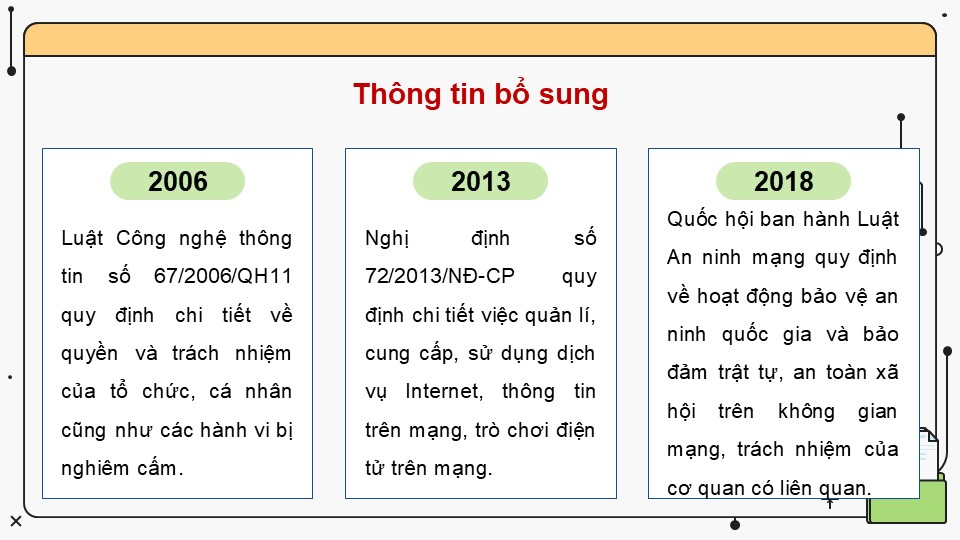 Thông tin bổ sung
2006
Luật Công nghệ thông
tin số 67/2006/QH11
quy định chi tiết về
quyền và trách nhiệm
của tổ chức, cá nhân
cũng như các hành vi bị
nghiêm cấm.
2013
Nghị định số
72/2013/NĐ-CP quy
định chi tiết việc quản lí,
cung cấp, sử dụng dịch
vụ Internet, thông tin
trên mạng, trò chơi điện
tử trên mạng.
2018
Quốc hội ban hành Luật
An ninh mạng quy định
về hoạt động bảo vệ an
ninh quốc gia và bảo
đảm trật tự, an toàn xã
hội trên không gian
mạng, trách nhiệm của
cơ quan có liên quan.